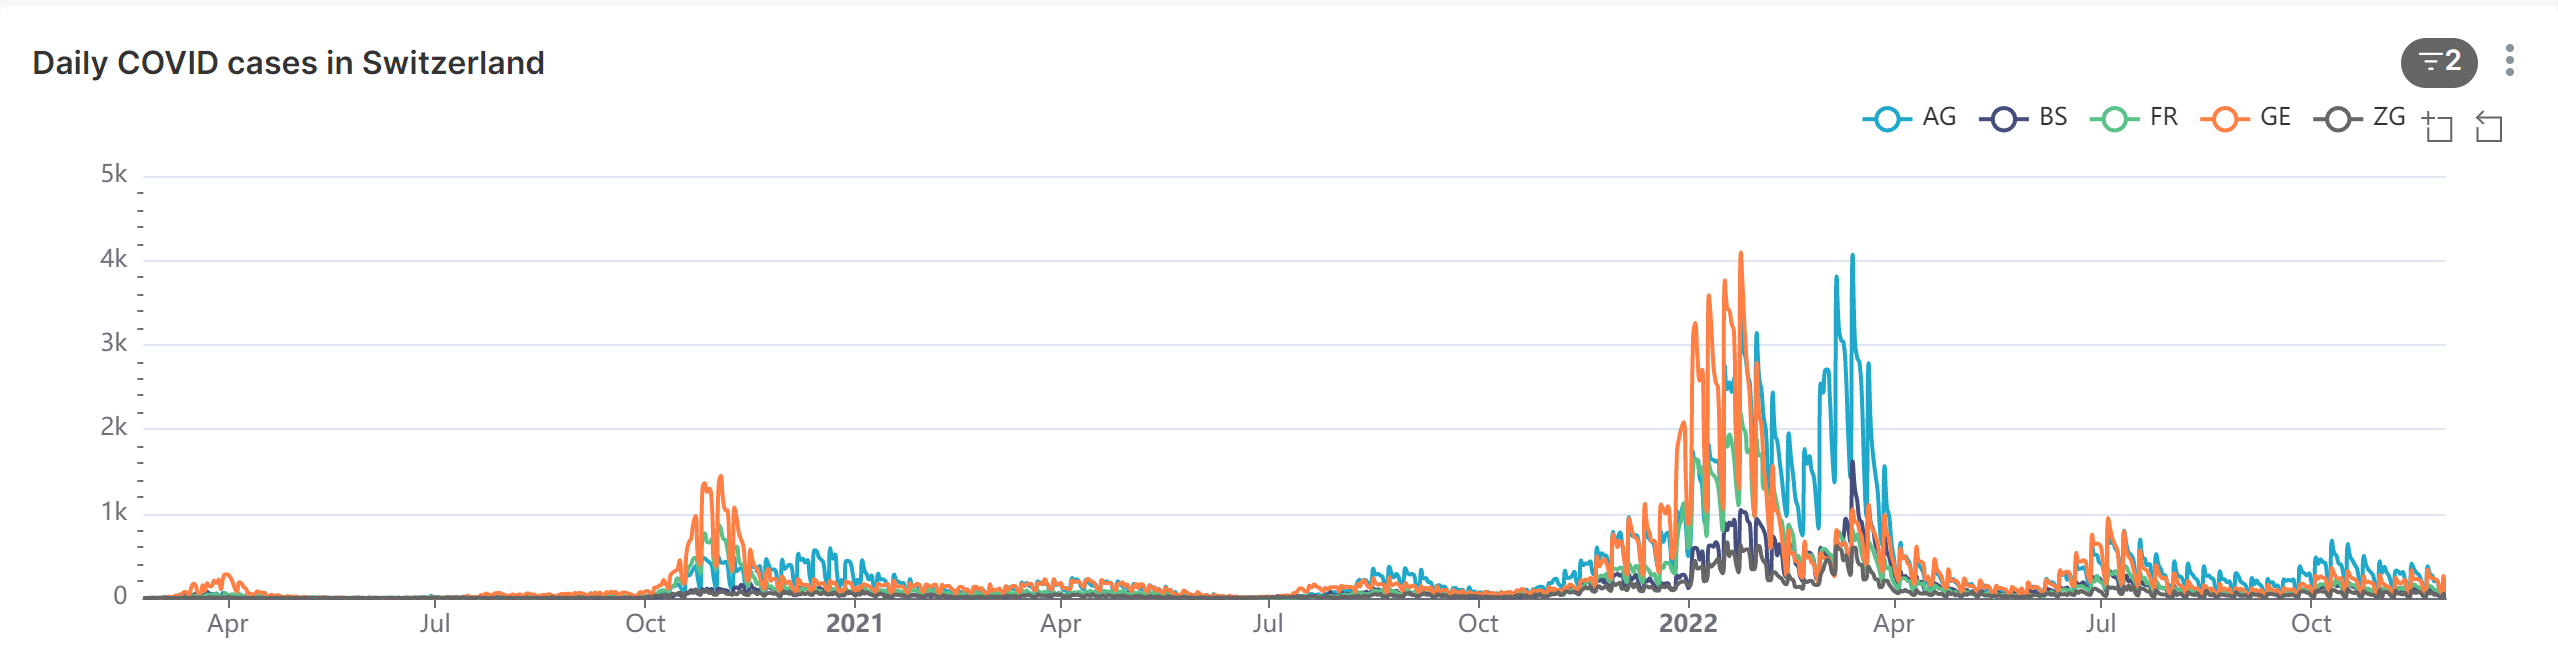 Daily COVID cases in Switzerland
2
AG BS FR GE ZG
5k
4k
3k
2k
1k
0
Apr Jul Oct 2021 Apr Jul Oct 2022 Apr Jul Oct